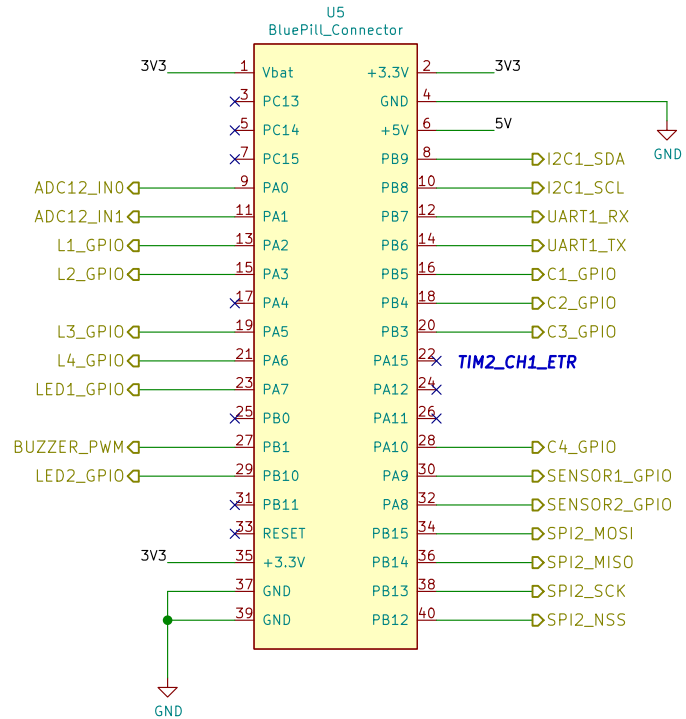 U5
BluePill_Connector
3V3 1 Vbat +3.3V 2 3V3
3 PC13 GND 4
5 PC14 +5V 6 5V
7 PC15 PB9 8 I2C1_SDA
GND
ADC12_IN0 9 PA0 PB8 10 I2C1_SCL
ADC12_IN1 11 PA1 PB7 12 UART1_RX
L1_GPIO 13 PA2 PB6 14 UART1_TX
L2_GPIO 15 PA3 PB5 16 C1_GPIO
17 PA4 PB4 18 C2_GPIO
L3_GPIO 19 PA5 PB3 20 C3_GPIO
L4_GPIO 21 PA6 PA15 22 TIM2_CH1_ETR
LED1_GPIO 23 PA7 PA12 24
25 PB0 PA11 26
BUZZER_PWM 27 PB1 PA10 28 C4_GPIO
LED2_GPIO 29 PB10 PA9 30 SENSOR1_GPIO
31 PB11 PA8 32 SENSOR2_GPIO
33 RESET PB15 34 SPI2_MOSI
3V3 35 +3.3V PB14 36 SPI2_MISO
37 GND PB13 38 SPI2_SCK
39 GND PB12 40 SPI2_NSS
GND